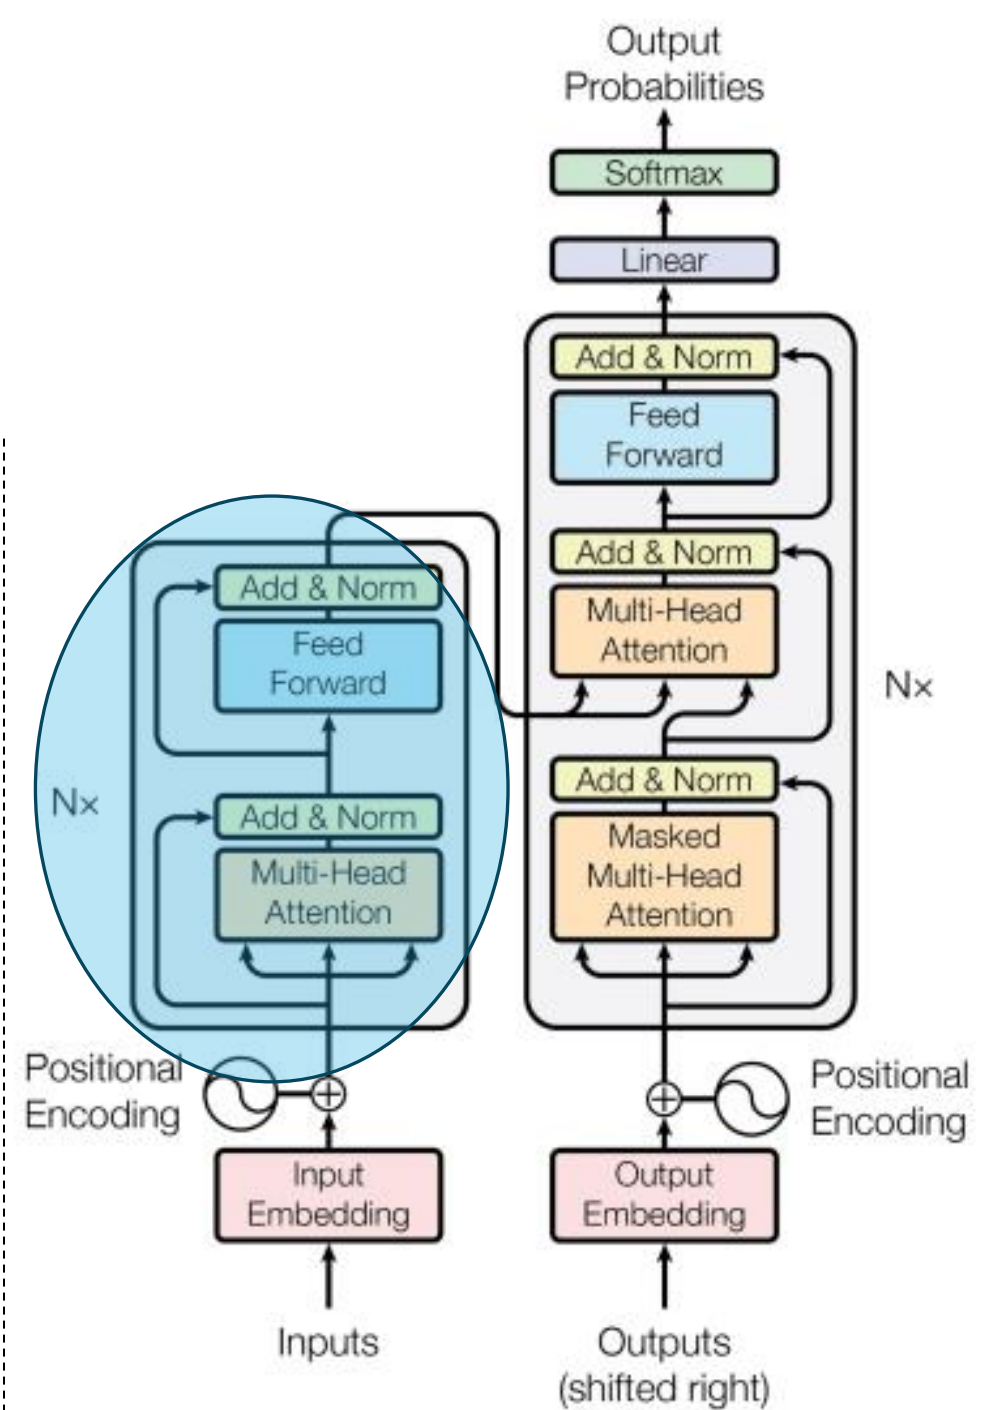 Output
Probabilities
Softmax
Linear
Add & Norm
Feed
Forward
Add & Norm
Multi-Head
Attention
Nx
Add & Norm
Masked
Multi-Head
Attention
Add & Norm
Feed
Forward
Nx
Add & Norm
Multi-Head
Attention
Positional
Encoding
Positional
Encoding
Input
Embedding
Output
Embedding
Inputs
Outputs
(shifted right)